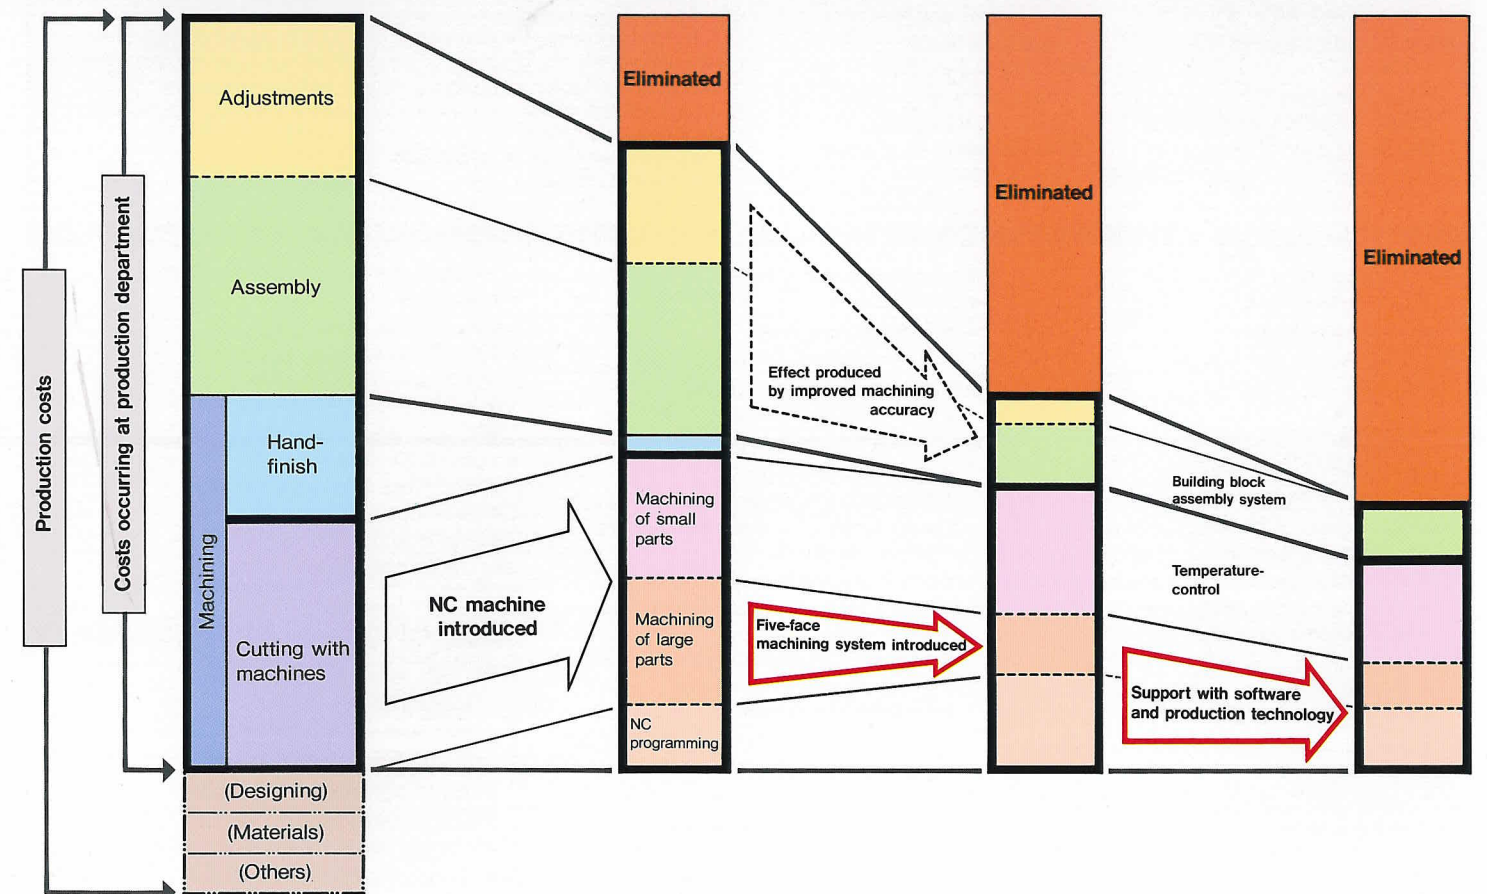 Production costs
Costs occurring at production department
Adjustments
Assembly
Machining
Hand-
finish
Cutting with
machines
(Designing)
(Materials)
(Others)
NC machine
introduced
Eliminated
Machining
of small
parts
Machining
of large
parts
NC
programming
Effect produced
by improved machining
accuracy
Five-face
machining system introduced
Eliminated
Building block
assembly system
Temperature-
control
Support with software
and production technology
Eliminated